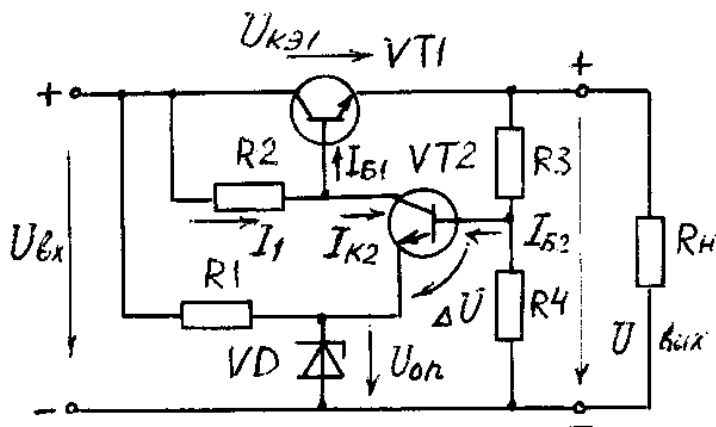 Uкэ1
VT1
+
+
R2
Iб1
VT2
R3
Uвх
I1
Iк2
Iб2
Rн
R1
ΔU
R4
VD
Uоп
U вых
-
-